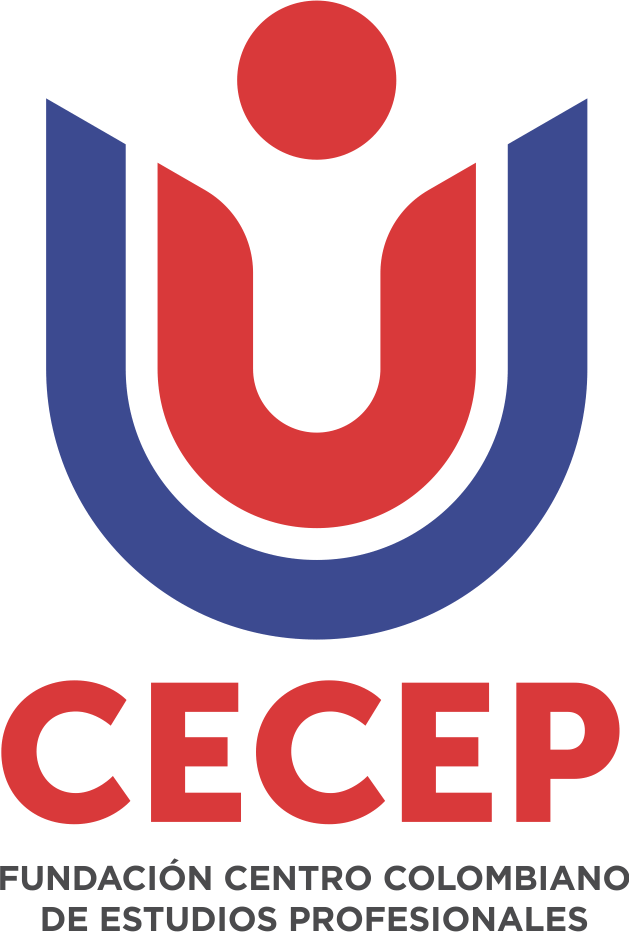 CECEP
FUNDACIÓN CENTRO COLOMBIANO
DE ESTUDIOS PROFESIONALES